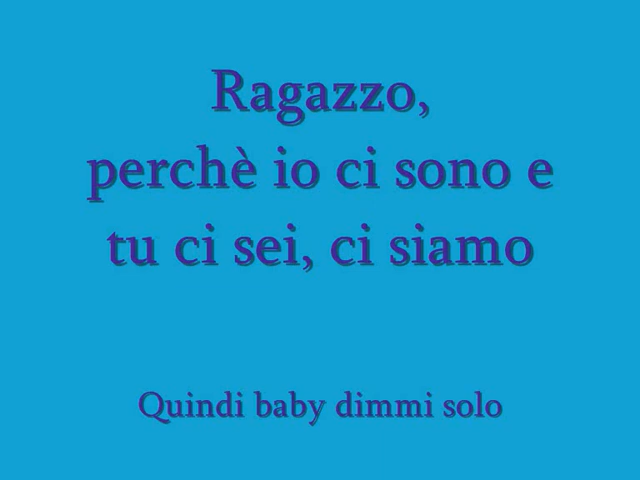 Ragazzo,
perchè io ci sono e
tu ci sei, ci siamo
Quindi baby dimmi solo